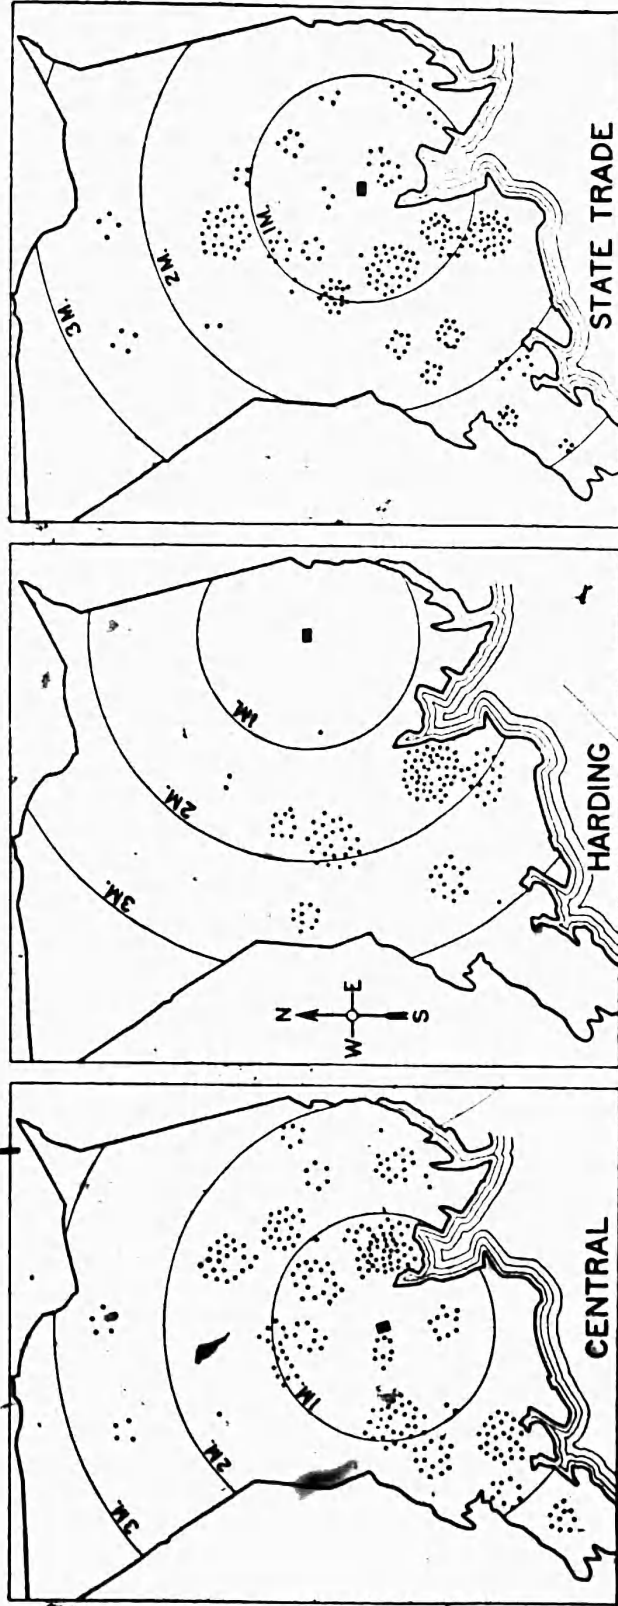 3M.
2M.
1M.
CENTRAL
3M.
2M.
1M.
N
W E
S
HARDING
3M.
2M.
1M.
STATE TRADE